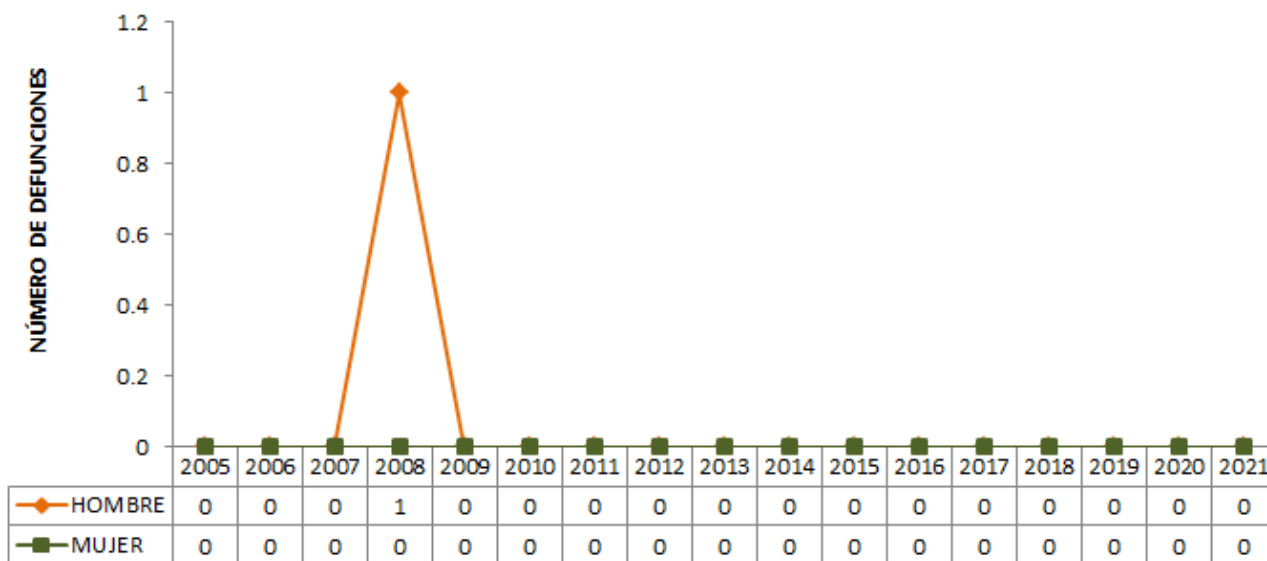 NÚMERO DE DEFUNCIONES
1.2
1
0.8
0.6
0.4
0.2
0
2005 2006 2007 2008 2009 2010 2011 2012 2013 2014 2015 2016 2017 2018 2019 2020 2021
HOMBRE 0 0 0 1 0 0 0 0 0 0 0 0 0 0 0 0 0
MUJER 0 0 0 0 0 0 0 0 0 0 0 0 0 0 0 0 0